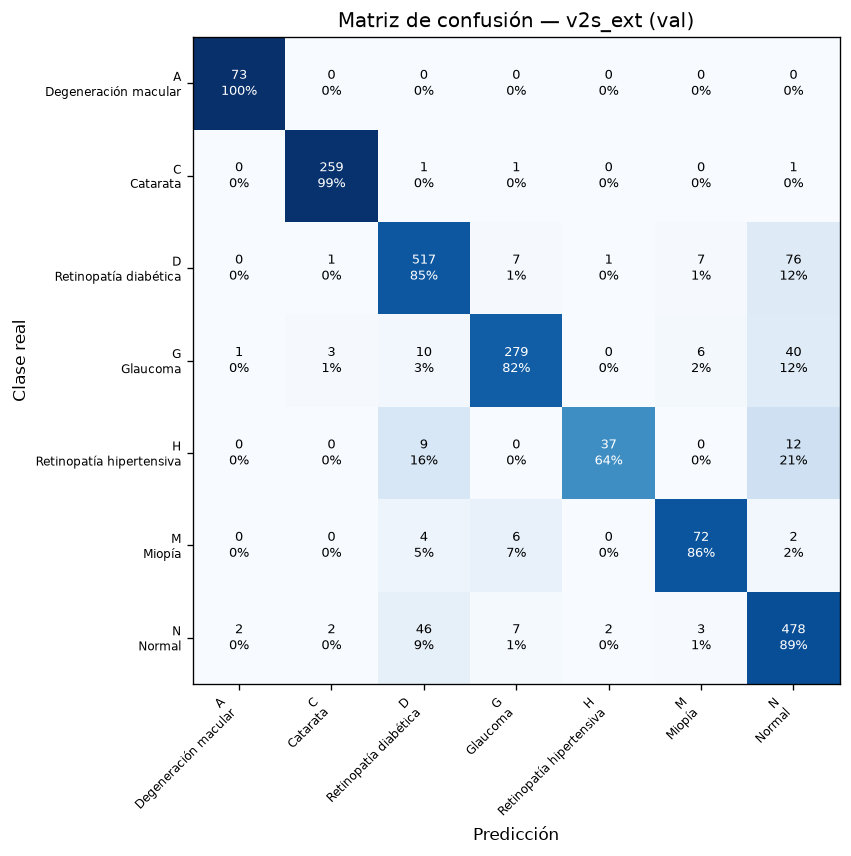 Matriz de confusión — v2s_ext (val)
Clase real
A
Degeneración macular
73 0 0 0 0 0 0
100% 0% 0% 0% 0% 0% 0%
C
Catarata
0 259 1 1 0 0 1
0% 99% 0% 0% 0% 0% 0%
D
Retinopatía diabética
0 1 517 7 1 7 76
0% 0% 85% 1% 0% 1% 12%
G
Glaucoma
1 3 10 279 0 6 40
0% 1% 3% 82% 0% 2% 12%
H
Retinopatía hipertensiva
0 0 9 0 37 0 12
0% 0% 16% 0% 64% 0% 21%
M
Miopía
0 0 4 6 0 72 2
0% 0% 5% 7% 0% 86% 2%
N
Normal
2 2 46 7 2 3 478
0% 0% 9% 1% 0% 1% 89%
A
Degeneración macular
C
Catarata
D
Retinopatía diabética
G
Glaucoma
H
Retinopatía hipertensiva
M
Miopía
N
Normal
Predicción